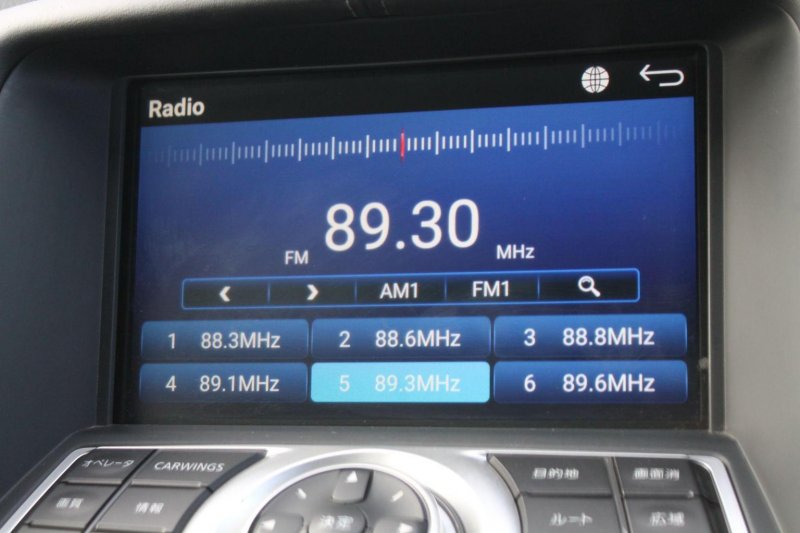 Radio
FM 89.30 MHz
AM1 FM1
1 88.3MHz 2 88.6MHz 3 88.8MHz
4 89.1MHz 5 89.3MHz 6 89.6MHz
オペレータ CARWINGS 目的地 画面消
画質 情報 決定 ルート 広域